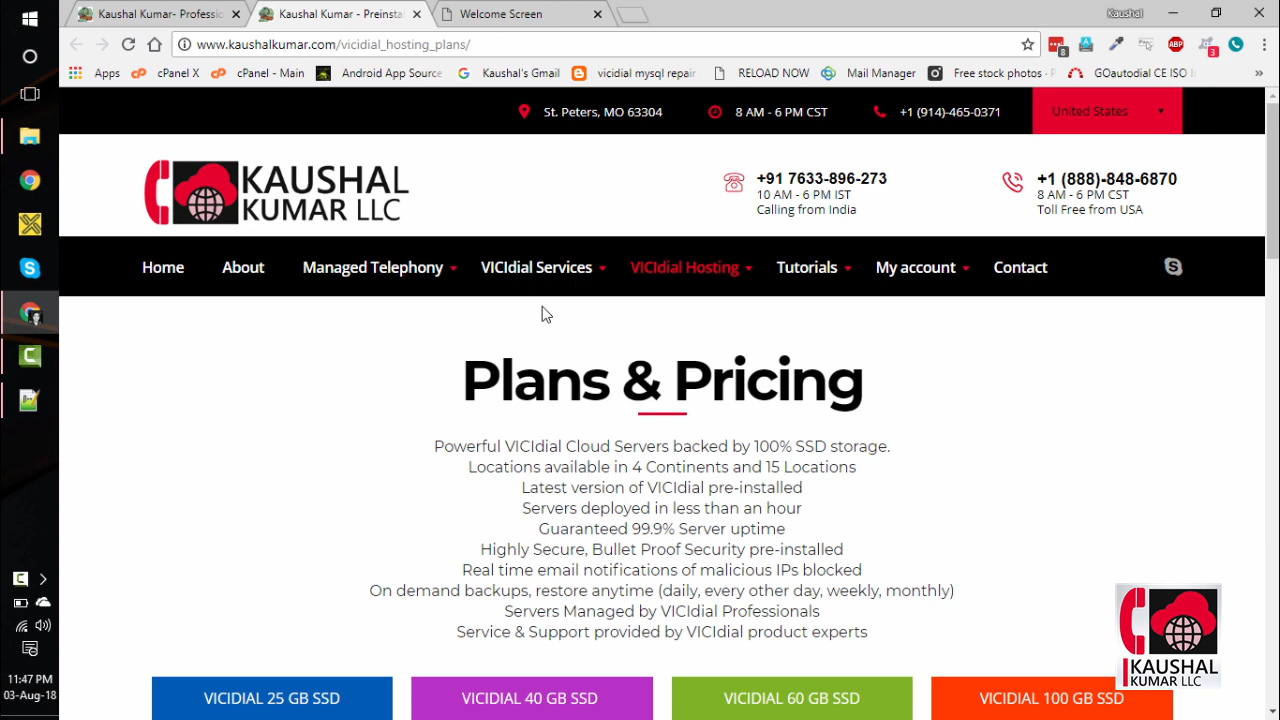 Kaushal Kumar- Professio
Kaushal Kumar - Preinsta
Welcome Screen
Kaushal
www.kaushalkumar.com/vicidial_hosting_plans/
8
ABP
3
Apps
cPanel X
cPanel - Main
Android App Source
Kaushal's Gmail
vicidial mysql repair
RELOAD NOW
Mail Manager
Free stock photos - P
GOautodial CE ISO I
St. Peters, MO 63304
8 AM - 6 PM CST
+1 (914)-465-0371
United States
KAUSHAL
KUMAR LLC
+91 7633-896-273
10 AM - 6 PM IST
Calling from India
+1 (888)-848-6870
8 AM - 6 PM CST
Toll Free from USA
Home
About
Managed Telephony
VICIdial Services
VICIdial Hosting
Tutorials
My account
Contact
Plans & Pricing
Powerful VICIdial Cloud Servers backed by 100% SSD storage.
Locations available in 4 Continents and 15 Locations
Latest version of VICIdial pre-installed
Servers deployed in less than an hour
Guaranteed 99.9% Server uptime
Highly Secure, Bullet Proof Security pre-installed
Real time email notifications of malicious IPs blocked
On demand backups, restore anytime (daily, every other day, weekly, monthly)
Servers Managed by VICIdial Professionals
Service & Support provided by VICIdial product experts
VICIDIAL 25 GB SSD
VICIDIAL 40 GB SSD
VICIDIAL 60 GB SSD
VICIDIAL 100 GB SSD
KAUSHAL
KUMAR LLC
11:47 PM
03-Aug-18